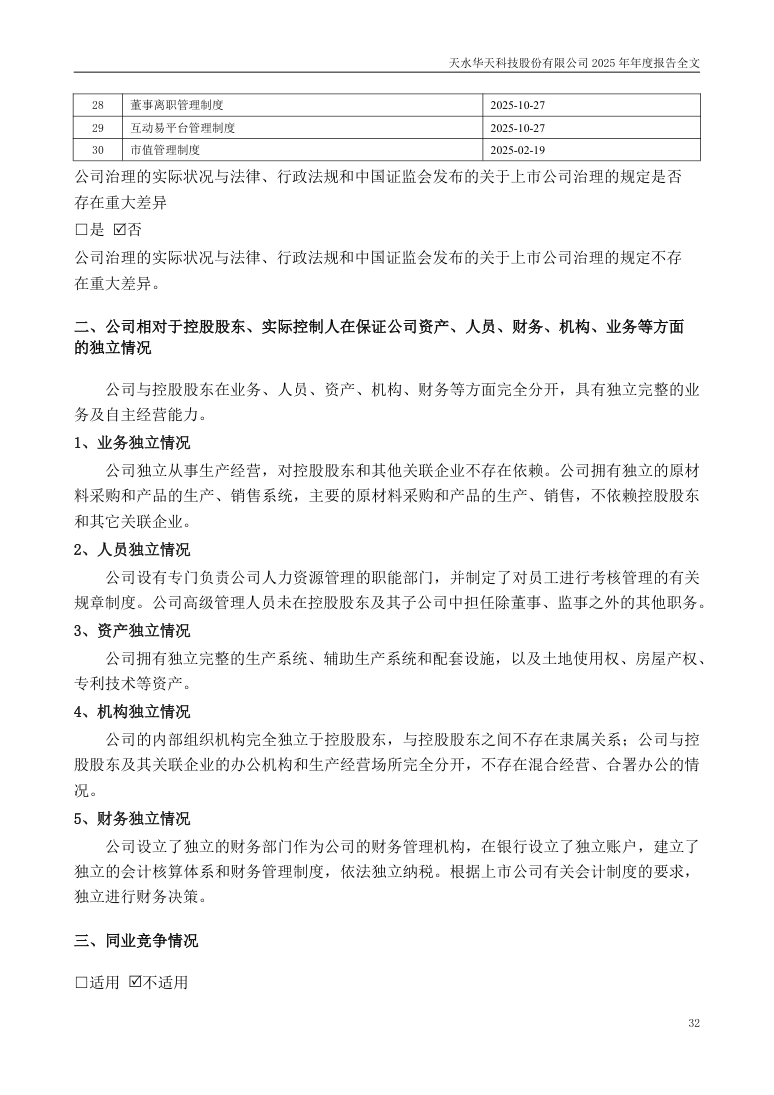 天水华天科技股份有限公司 2025 年年度报告全文
28 董事离职管理制度 2025-10-27
29 互动易平台管理制度 2025-10-27
30 市值管理制度 2025-02-19
公司治理的实际状况与法律、行政法规和中国证监会发布的关于上市公司治理的规定是否
存在重大差异
□是 ☑否
公司治理的实际状况与法律、行政法规和中国证监会发布的关于上市公司治理的规定不存
在重大差异。
二、公司相对于控股股东、实际控制人在保证公司资产、人员、财务、机构、业务等方面
的独立情况
公司与控股股东在业务、人员、资产、机构、财务等方面完全分开，具有独立完整的业
务及自主经营能力。
1、业务独立情况
公司独立从事生产经营，对控股股东和其他关联企业不存在依赖。公司拥有独立的原材
料采购和产品的生产、销售系统，主要的原材料采购和产品的生产、销售，不依赖控股股东
和其它关联企业。
2、人员独立情况
公司设有专门负责公司人力资源管理的职能部门，并制定了对员工进行考核管理的有关
规章制度。公司高级管理人员未在控股股东及其子公司中担任除董事、监事之外的其他职务。
3、资产独立情况
公司拥有独立完整的生产系统、辅助生产系统和配套设施，以及土地使用权、房屋产权、
专利技术等资产。
4、机构独立情况
公司的内部组织机构完全独立于控股股东，与控股股东之间不存在隶属关系；公司与控
股股东及其关联企业的办公机构和生产经营场所完全分开，不存在混合经营、合署办公的情
况。
5、财务独立情况
公司设立了独立的财务部门作为公司的财务管理机构，在银行设立了独立账户，建立了
独立的会计核算体系和财务管理制度，依法独立纳税。根据上市公司有关会计制度的要求，
独立进行财务决策。
三、同业竞争情况
□适用 ☑不适用
32